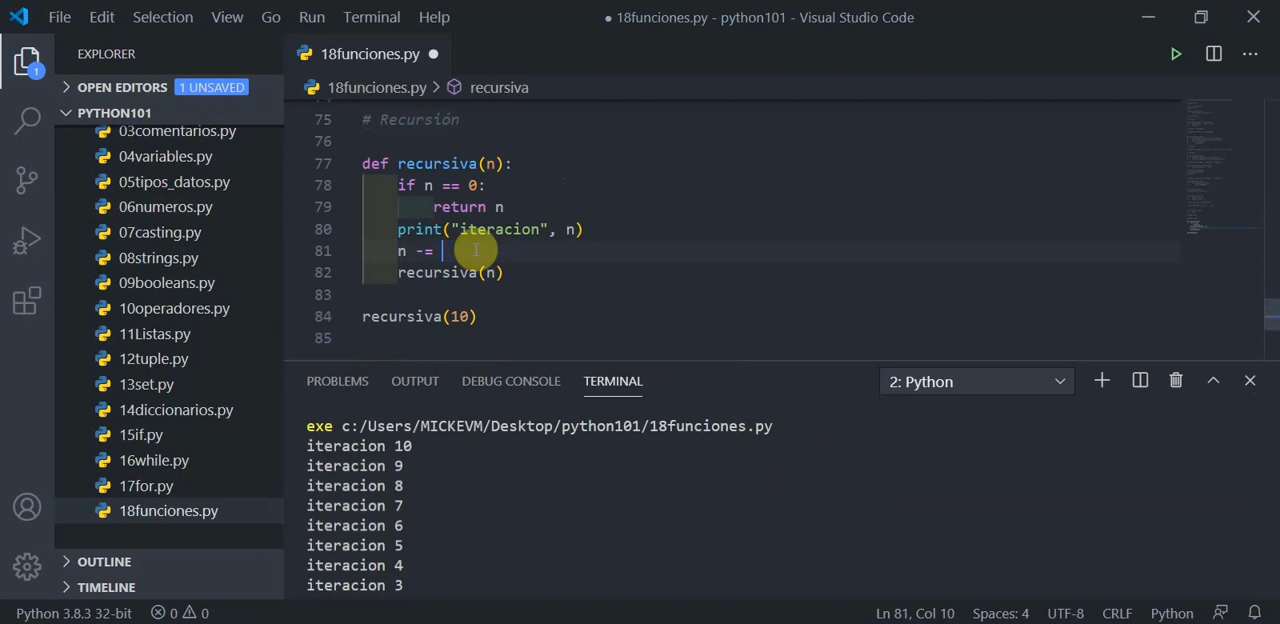 File Edit Selection View Go Run Terminal Help ● 18funciones.py - python101 - Visual Studio Code
EXPLORER
OPEN EDITORS 1 UNSAVED
PYTHON101
03comentarios.py
04variables.py
05tipos_datos.py
06numeros.py
07casting.py
08strings.py
09booleans.py
10operadores.py
11Listas.py
12tuple.py
13set.py
14diccionarios.py
15if.py
16while.py
17for.py
18funciones.py
OUTLINE
TIMELINE
1
18funciones.py ●
18funciones.py > recursiva
75 # Recursión
76
77 def recursiva(n):
78 if n == 0:
79 return n
80 print("iteracion", n)
81 n -=
82 recursiva(n)
83
84 recursiva(10)
85
PROBLEMS OUTPUT DEBUG CONSOLE TERMINAL 2: Python
exe c:/Users/MICKEVM/Desktop/python101/18funciones.py
iteracion 10
iteracion 9
iteracion 8
iteracion 7
iteracion 6
iteracion 5
iteracion 4
iteracion 3
Python 3.8.3 32-bit 0 0 Ln 81, Col 10 Spaces: 4 UTF-8 CRLF Python